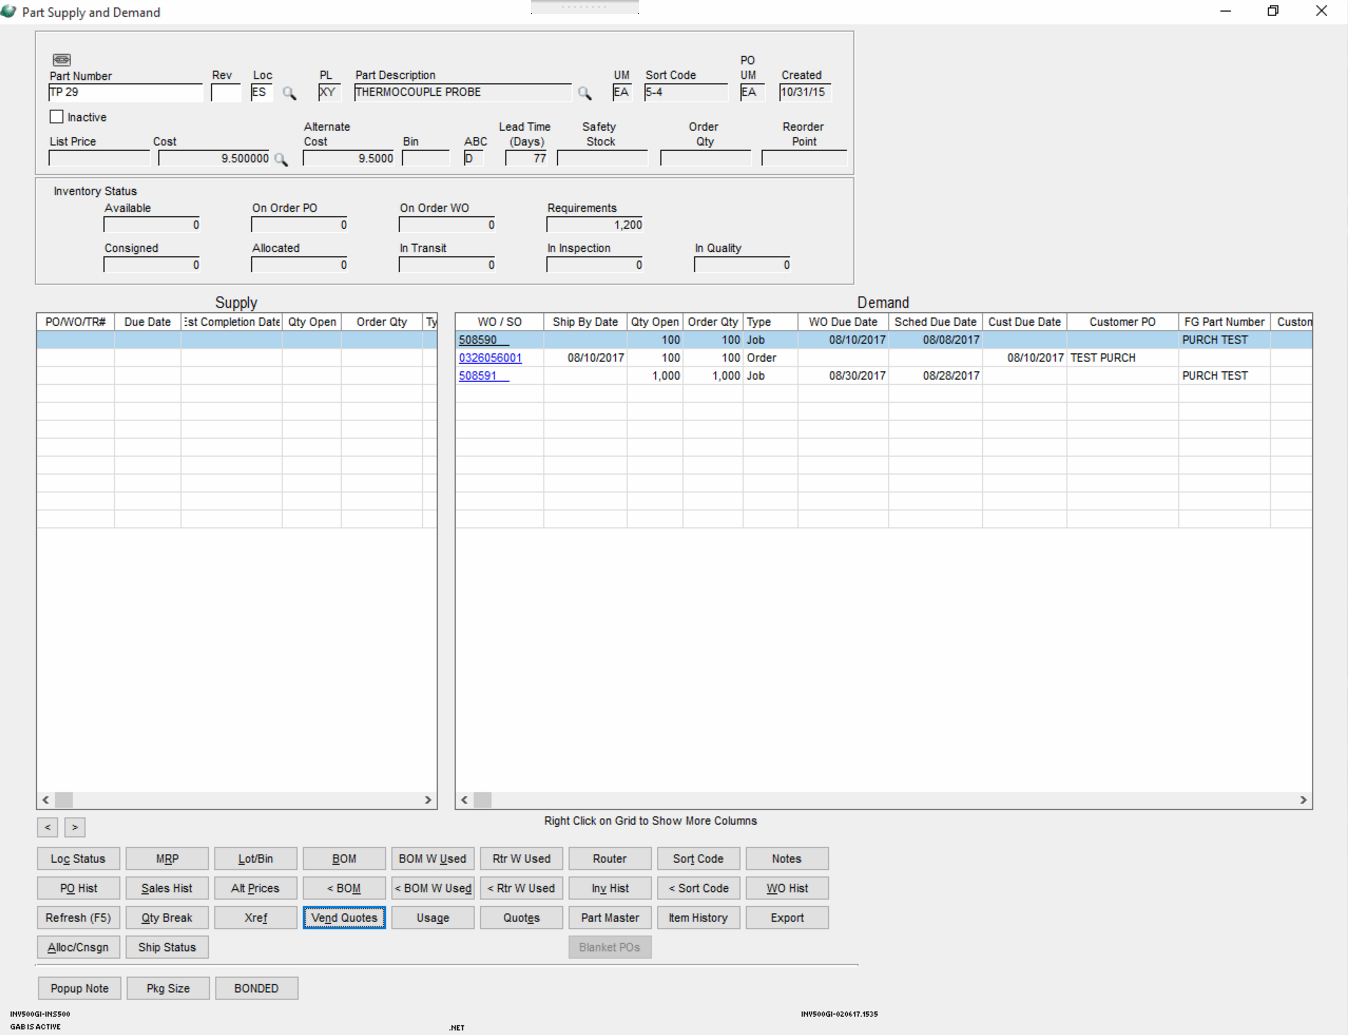 Part Supply and Demand
PO
Part Number Rev Loc PL Part Description UM Sort Code UM Created
TP 29 ES XY THERMOCOUPLE PROBE EA 5-4 EA 10/31/15
Inactive
Alternate Lead Time Safety Order Reorder
List Price Cost Cost Bin ABC (Days) Stock Qty Point
9.500000 9.5000 D 77
Inventory Status
Available On Order PO On Order WO Requirements
0 0 0 1,200
Consigned Allocated In Transit In Inspection In Quality
0 0 0 0 0
Supply Demand
PO/WO/TR# Due Date Est Completion Date Qty Open Order Qty Ty WO / SO Ship By Date Qty Open Order Qty Type WO Due Date Sched Due Date Cust Due Date Customer PO FG Part Number Custom
508590 100 100 Job 08/10/2017 08/08/2017 PURCH TEST
0326056001 08/10/2017 100 100 Order 08/10/2017 TEST PURCH
508591 1,000 1,000 Job 08/30/2017 08/28/2017 PURCH TEST
< > < >
Right Click on Grid to Show More Columns
< >
Loc Status MRP Lot/Bin BOM BOM W Used Rtr W Used Router Sort Code Notes
PO Hist Sales Hist Alt Prices < BOM < BOM W Used < Rtr W Used Inv Hist < Sort Code WO Hist
Refresh (F5) Qty Break Xref Vend Quotes Usage Quotes Part Master Item History Export
Alloc/Cnsgn Ship Status Blanket POs
Popup Note Pkg Size BONDED
INV500GI-INS500 INV500GI-020617.1535
GAB IS ACTIVE .NET